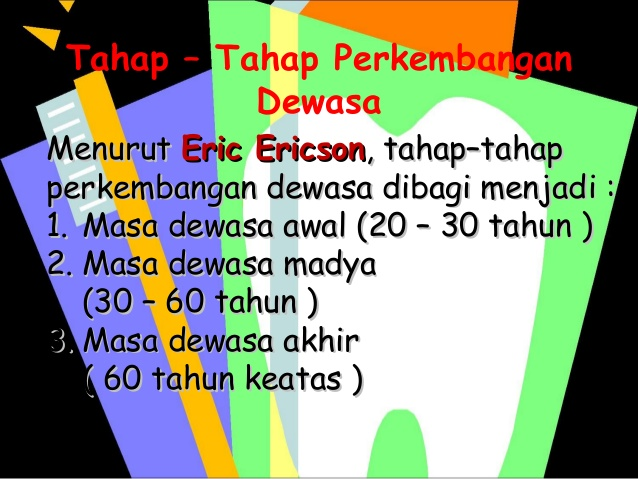 Tahap – Tahap Perkembangan
Dewasa
Menurut Eric Ericson, tahap–tahap
perkembangan dewasa dibagi menjadi :
1. Masa dewasa awal (20 – 30 tahun )
2. Masa dewasa madya
(30 – 60 tahun )
3. Masa dewasa akhir
( 60 tahun keatas )